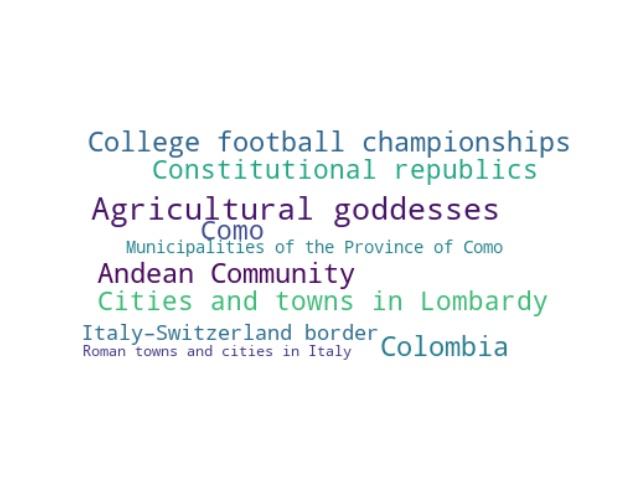 College football championships
Constitutional republics
Agricultural goddesses
Como
Municipalities of the Province of Como
Andean Community
Cities and towns in Lombardy
Italy–Switzerland border
Roman towns and cities in Italy
Colombia